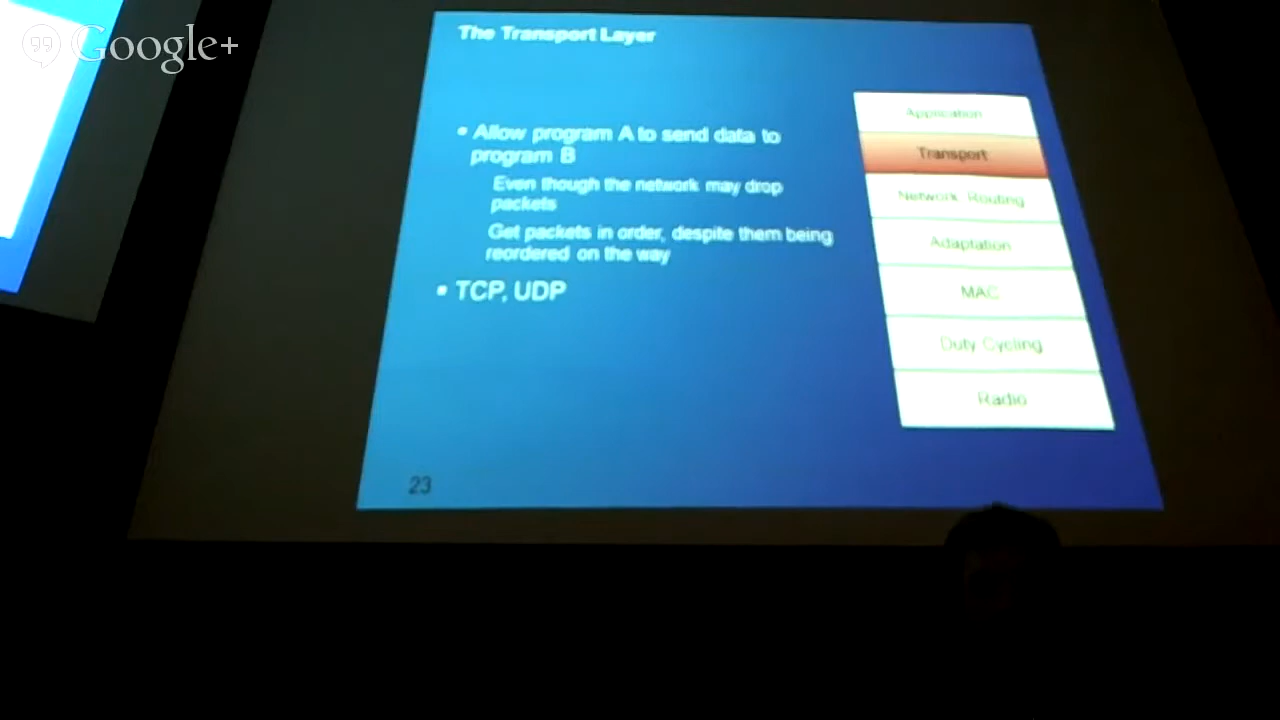 Google+
The Transport Layer
• Allow program A to send data to
program B
Even though the network may drop
packets
Get packets in order, despite them being
reordered on the way
• TCP, UDP
Application
Transport
Network Routing
Adaptation
MAC
Duty Cycling
Radio
23